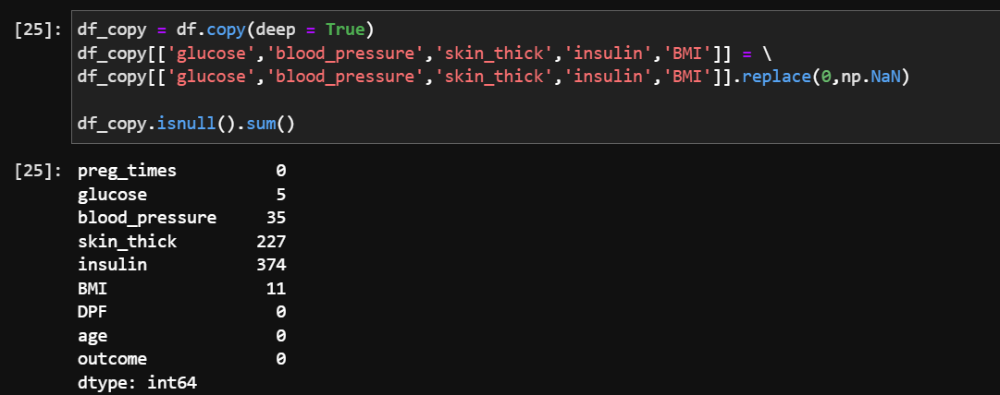 [25]: df_copy = df.copy(deep = True)
df_copy[['glucose','blood_pressure','skin_thick','insulin','BMI']] = \
df_copy[['glucose','blood_pressure','skin_thick','insulin','BMI']].replace(0,np.NaN)
df_copy.isnull().sum()
[25]: preg_times 0
glucose 5
blood_pressure 35
skin_thick 227
insulin 374
BMI 11
DPF 0
age 0
outcome 0
dtype: int64